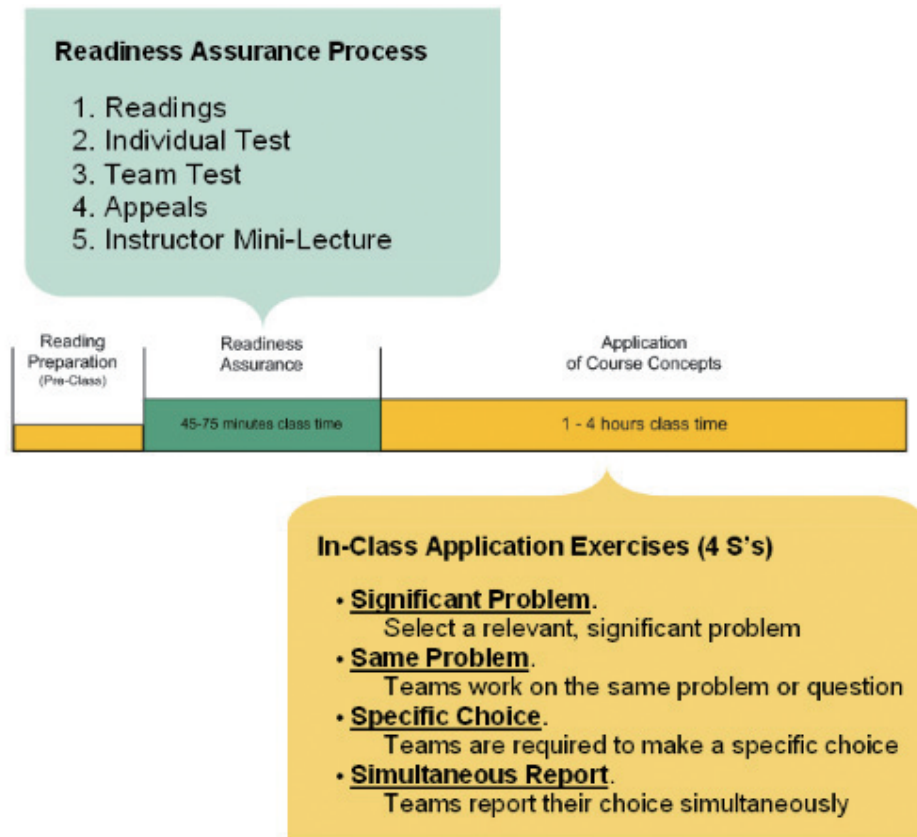 Readiness Assurance Process
1. Readings
2. Individual Test
3. Team Test
4. Appeals
5. Instructor Mini-Lecture
Reading
Preparation
(Pre-Class)
Readiness
Assurance
Application
of Course Concepts
45-75 minutes class time
1 - 4 hours class time
In-Class Application Exercises (4 S's)
• Significant Problem.
Select a relevant, significant problem
• Same Problem.
Teams work on the same problem or question
• Specific Choice.
Teams are required to make a specific choice
• Simultaneous Report.
Teams report their choice simultaneously